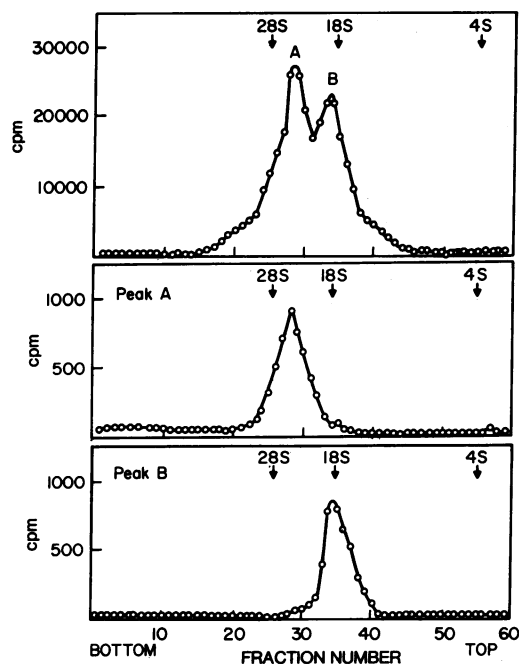 28S 18S 4S
A
B
30000
20000
10000
cpm
28S 18S 4S
Peak A
1000
500
cpm
28S 18S 4S
Peak B
1000
500
cpm
10 20 30 40 50 60
BOTTOM TOP
FRACTION NUMBER